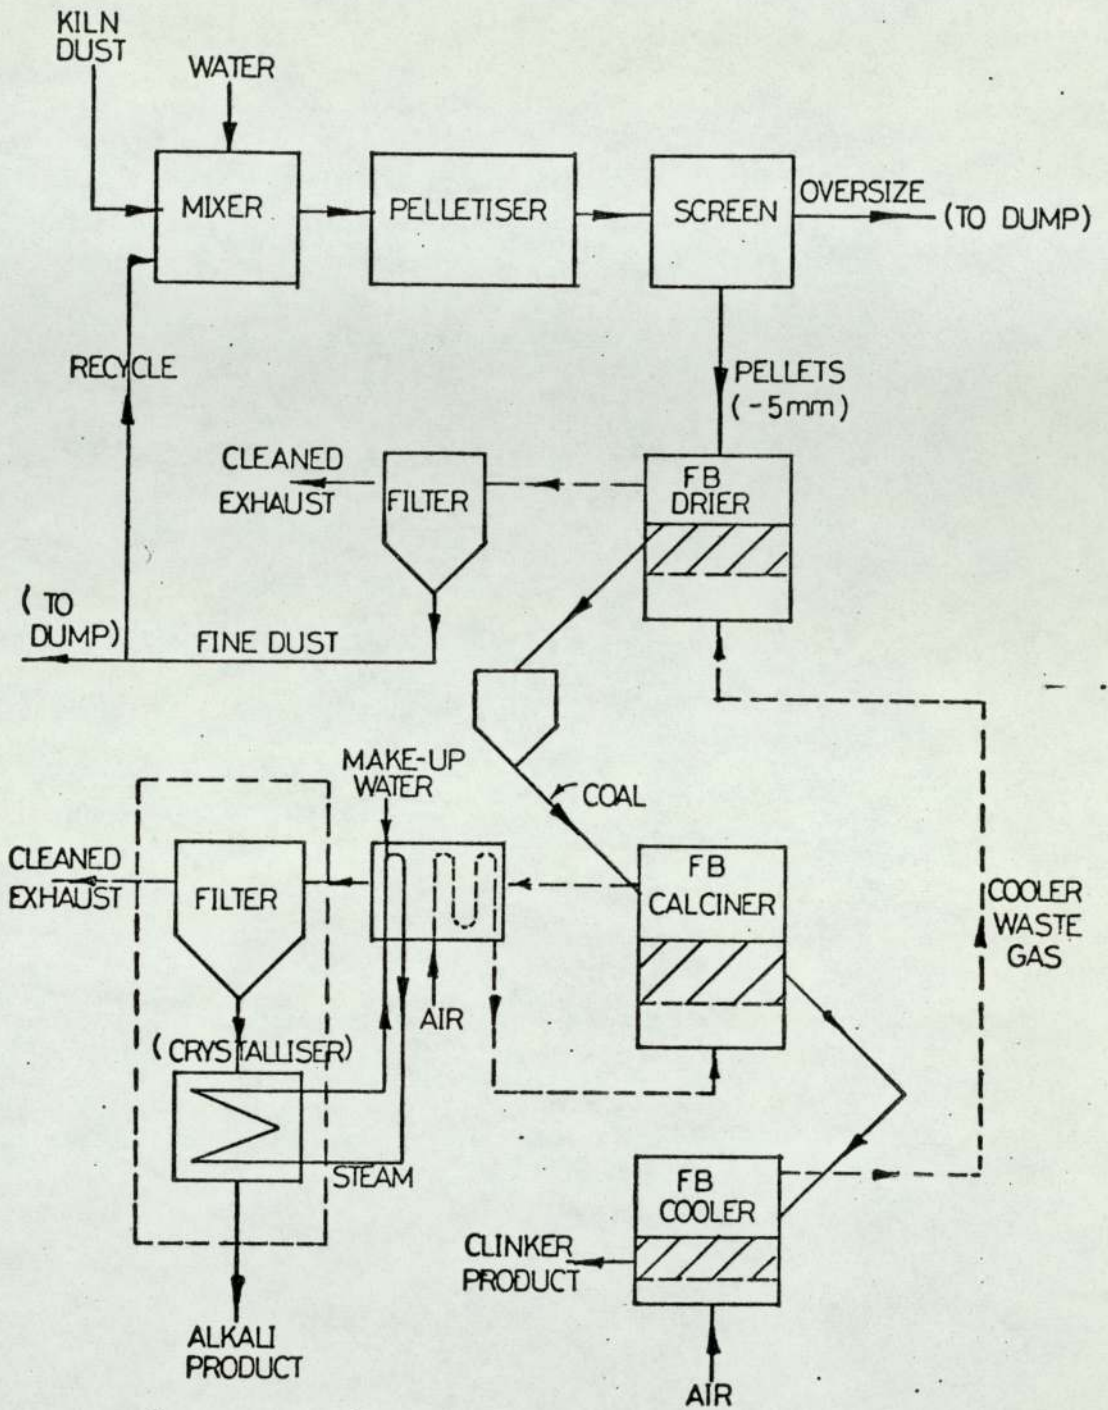 KILN
DUST
WATER
MIXER
PELLETISER
SCREEN
OVERSIZE
(TO DUMP)
RECYCLE
PELLETS
(-5mm)
CLEANED
EXHAUST
FILTER
FB
DRIER
(TO
DUMP)
FINE DUST
MAKE-UP
WATER
COAL
CLEANED
EXHAUST
FILTER
FB
CALCINER
COOLER
WASTE
GAS
AIR
(CRYSTALLISER)
STEAM
FB
COOLER
CLINKER
PRODUCT
ALKALI
PRODUCT
AIR